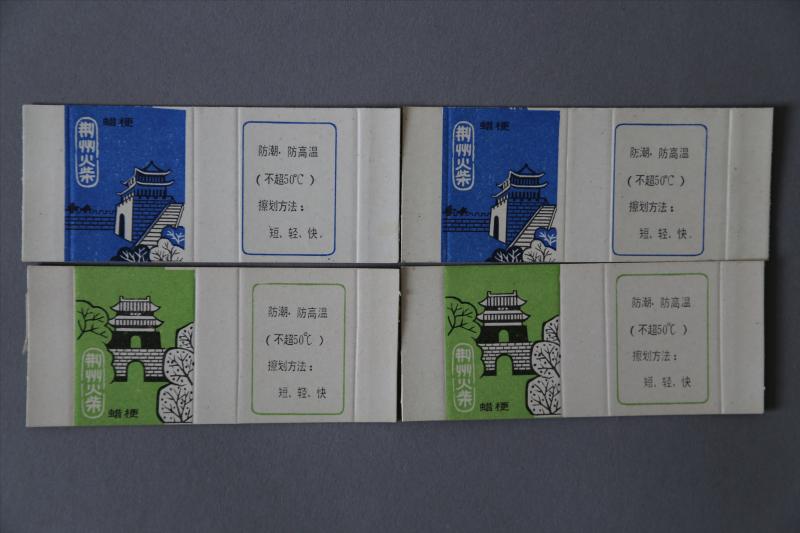 荆州火柴
蜡梗
防潮．防高温
(不超50℃)
擦划方法：
短、轻、快．
荆州火柴
蜡梗
防潮．防高温
(不超50℃)
擦划方法：
短、轻、快．
荆州火柴
蜡梗
防潮．防高温
(不超50℃)
擦划方法：
短、轻、快
荆州火柴
蜡梗
防潮．防高温
(不超50℃)
擦划方法：
短、轻、快